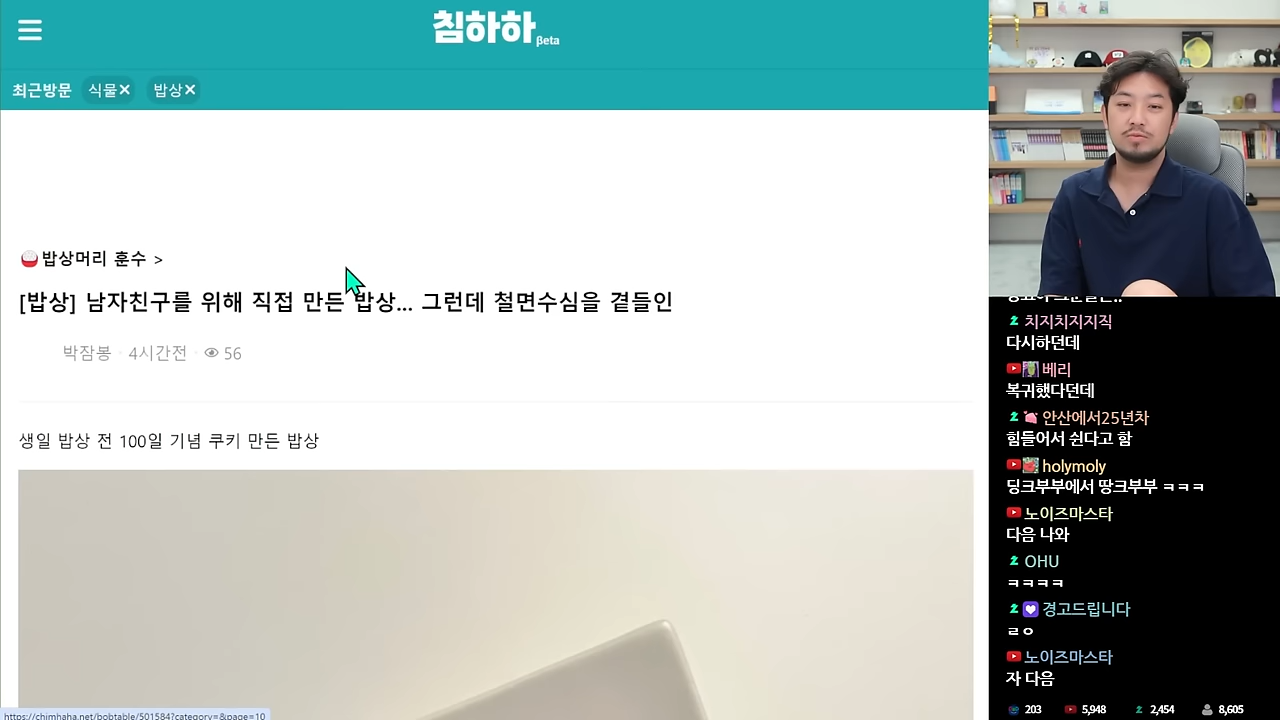 침하하 βeta
최근방문 식물✕ 밥상✕
밥상머리 훈수 >
[밥상] 남자친구를 위해 직접 만든 밥상... 그런데 철면수심을 곁들인
박잠봉 · 4시간전 · 56
생일 밥상 전 100일 기념 쿠키 만든 밥상
https://chimhaha.net/bobtable/501584?category=&page=10
치지치지지직
다시하던데
베리
복귀했다던데
안산에서25년차
힘들어서 쉰다고 함
holymoly
딩크부부에서 땅크부부 ㅋㅋㅋ
노이즈마스타
다음 나와
OHU
ㅋㅋㅋㅋ
경고드립니다
ㄹㅇ
노이즈마스타
자 다음
203 5,948 2,454 8,605